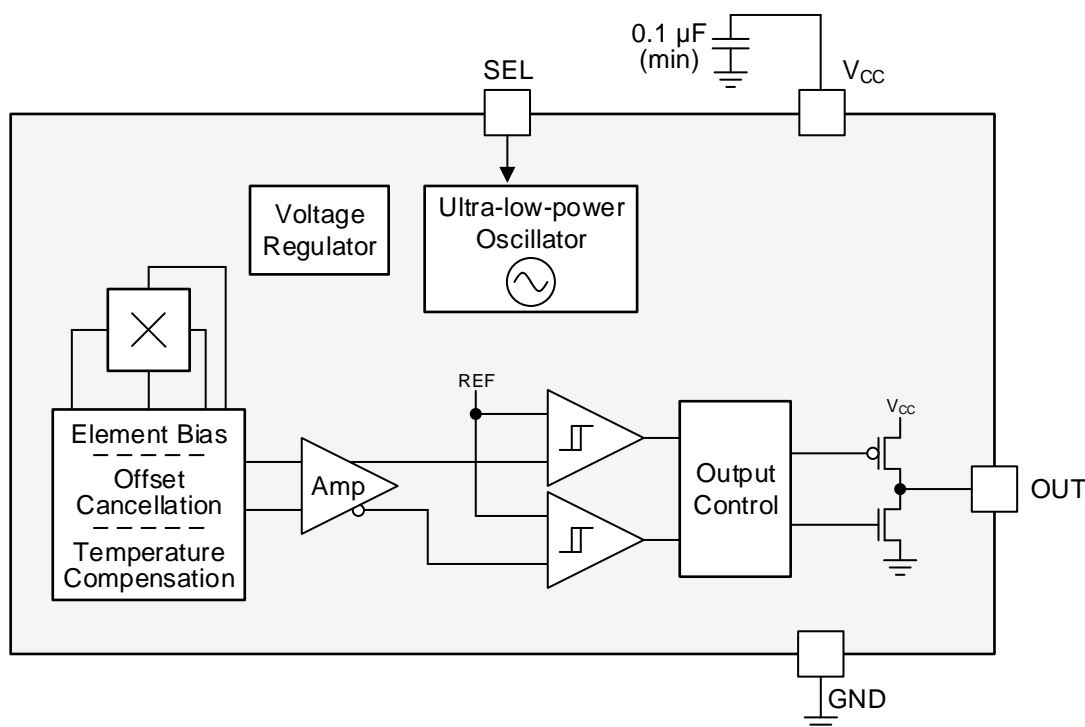 0.1 µF
(min)
SEL
VCC
Voltage
Regulator
Ultra-low-power
Oscillator
REF
VCC
Element Bias
Offset
Cancellation
Temperature
Compensation
Amp
Output
Control
OUT
GND